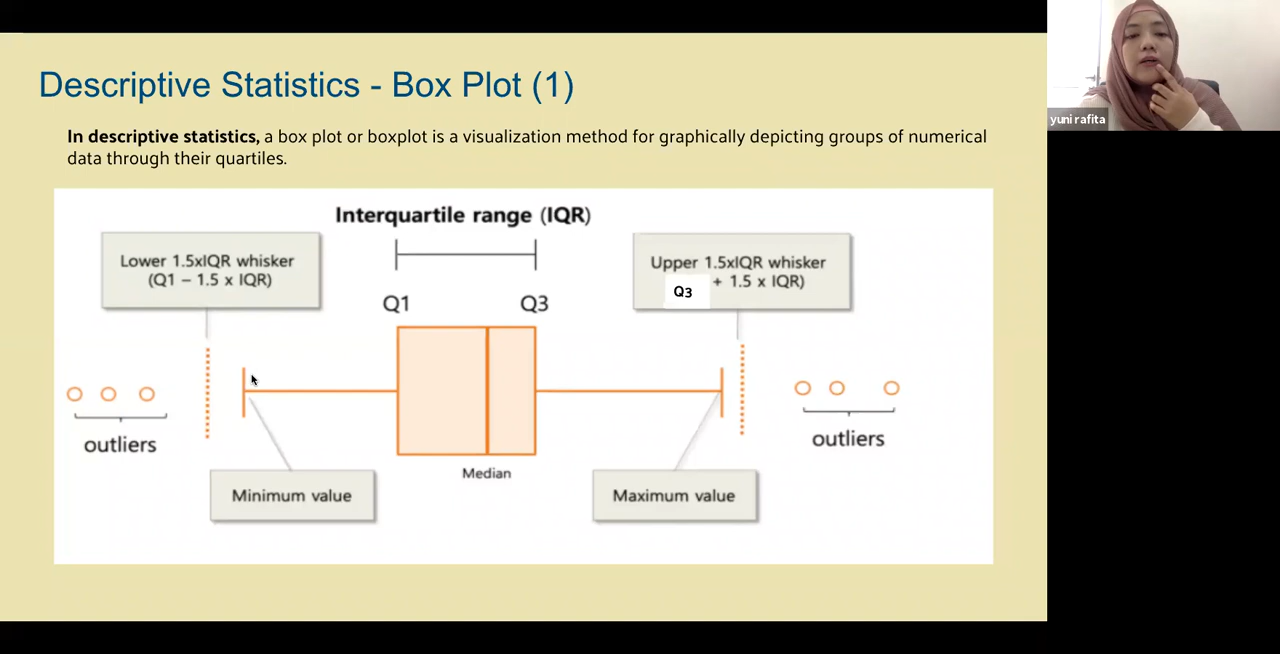 Descriptive Statistics - Box Plot (1)
In descriptive statistics, a box plot or boxplot is a visualization method for graphically depicting groups of numerical
data through their quartiles.
Interquartile range (IQR)
Lower 1.5xIQR whisker
(Q1 – 1.5 x IQR)
Upper 1.5xIQR whisker
Q3 + 1.5 x IQR)
Q1
Q3
outliers
outliers
Median
Minimum value
Maximum value
yuni rafita